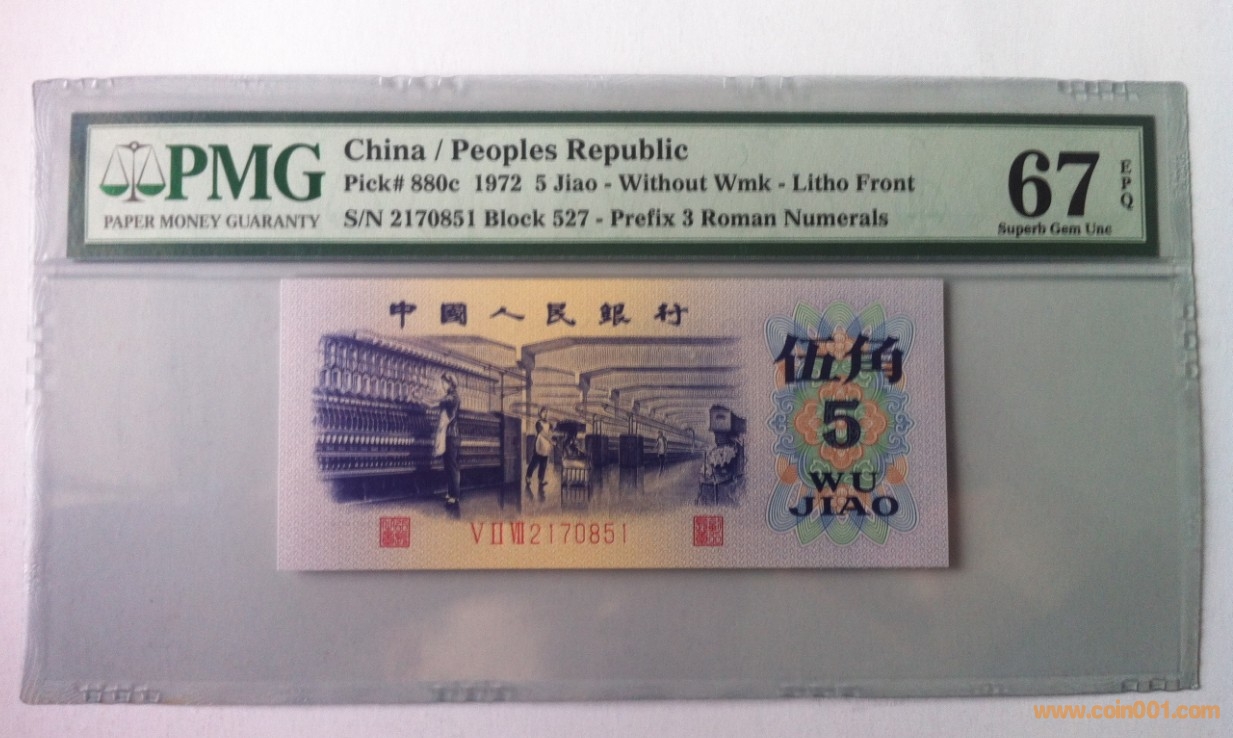 PMG
PAPER MONEY GUARANTY
China / Peoples Republic
Pick# 880c 1972 5 Jiao - Without Wmk - Litho Front
S/N 2170851 Block 527 - Prefix 3 Roman Numerals
67
EPQ
Superb Gem Unc
中國人民銀行
伍角
5
WU
JIAO
V II VII 2170851
www.coin001.com